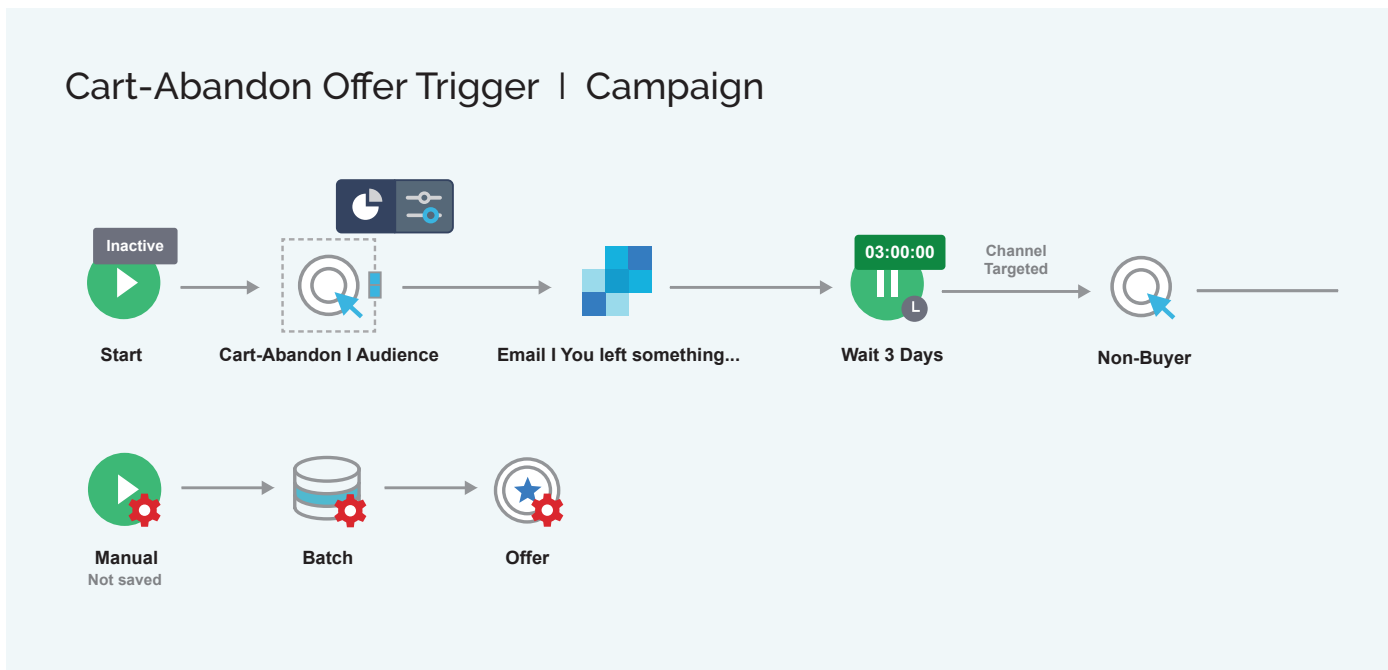 Cart-Abandon Offer Trigger | Campaign
Inactive
03:00:00
Channel
Targeted
Start
Cart-Abandon I Audience
Email I You left something...
Wait 3 Days
Non-Buyer
Manual
Not saved
Batch
Offer